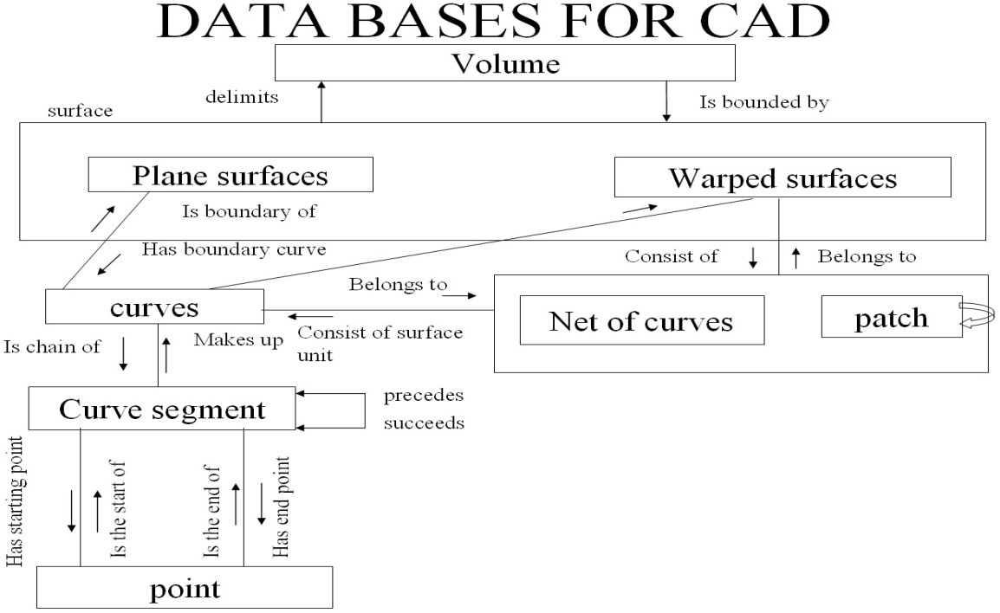 DATA BASES FOR CAD
Volume
delimits
Is bounded by
surface
Plane surfaces
Warped surfaces
Is boundary of
Has boundary curve
Consist of
Belongs to
Belongs to
curves
Net of curves
patch
Makes up
Consist of surface
unit
Is chain of
Curve segment
precedes
succeeds
Has starting point
Is the start of
Is the end of
Has end point
point